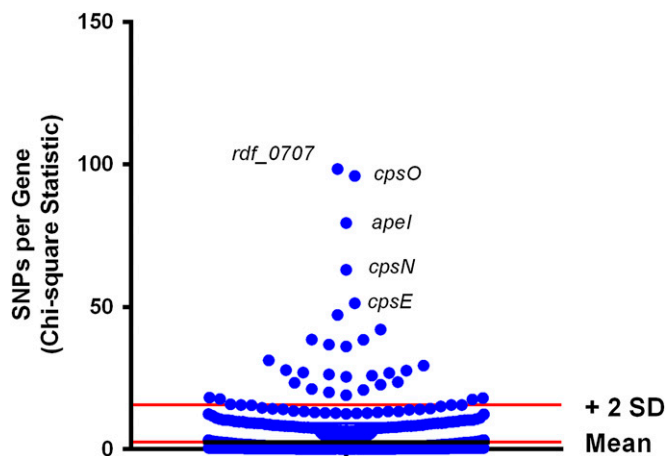 150
100
50
0
SNPs per Gene
(Chi-square Statistic)
rdf_0707
cpsO
apeI
cpsN
cpsE
+ 2 SD
Mean